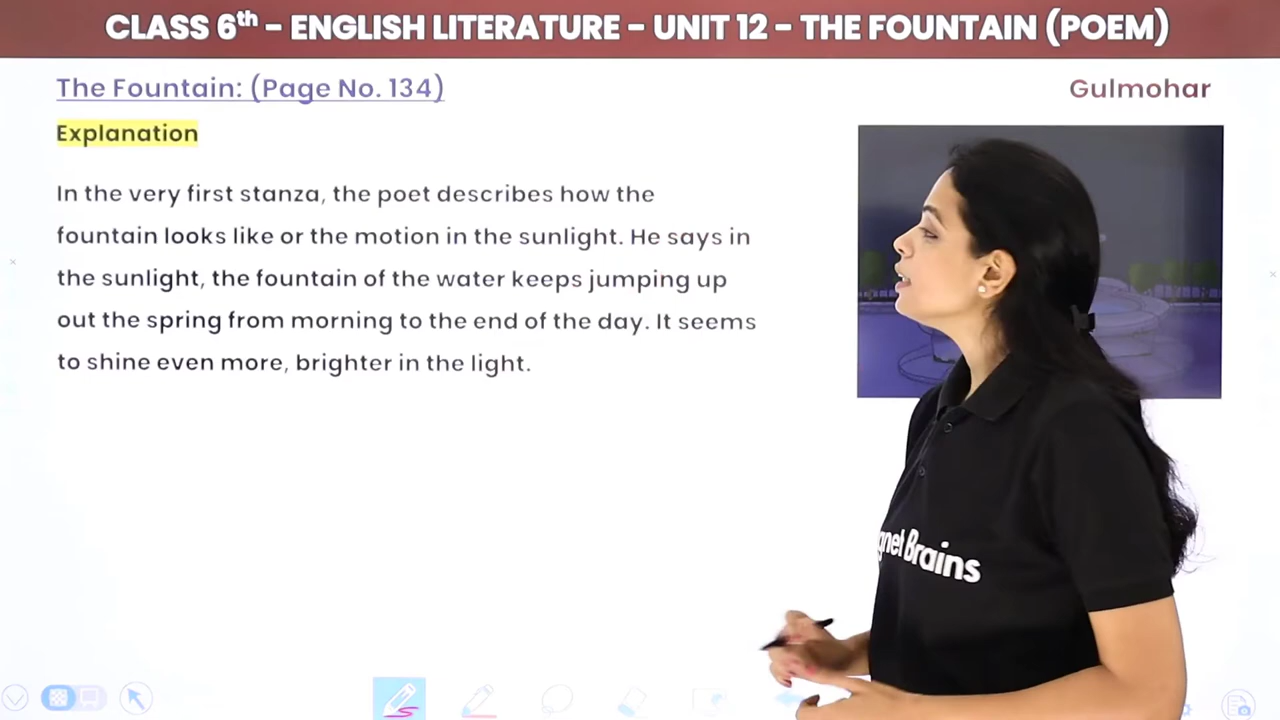 CLASS 6th - ENGLISH LITERATURE - UNIT 12 - THE FOUNTAIN (POEM)
The Fountain: (Page No. 134)
Gulmohar
Explanation
In the very first stanza, the poet describes how the
fountain looks like or the motion in the sunlight. He says in
the sunlight, the fountain of the water keeps jumping up
out the spring from morning to the end of the day. It seems
to shine even more, brighter in the light.
Brains